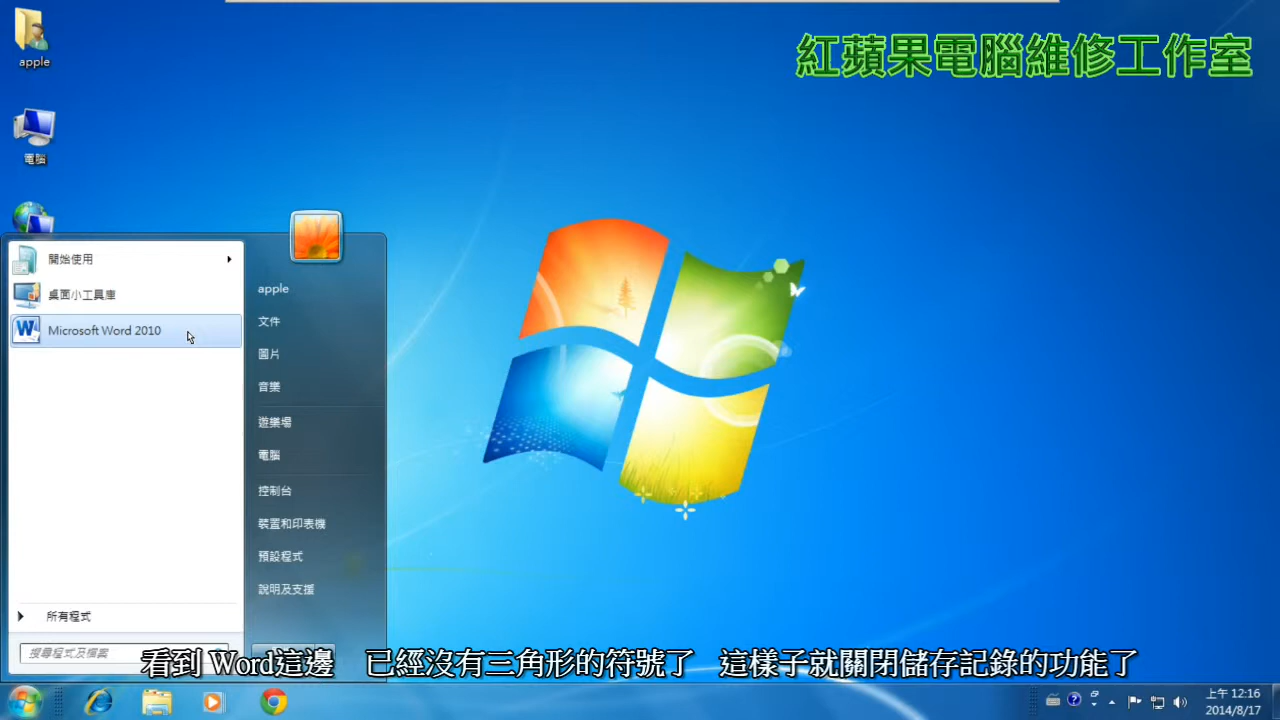 紅蘋果電腦維修工作室
apple
電腦
開始使用
桌面小工具庫
Microsoft Word 2010
所有程式
搜尋程式及檔案
apple
文件
圖片
音樂
遊樂場
電腦
控制台
裝置和印表機
預設程式
說明及支援
看到 Word這邊 已經沒有三角形的符號了 這樣子就關閉儲存記錄的功能了
上午 12:16
2014/8/17